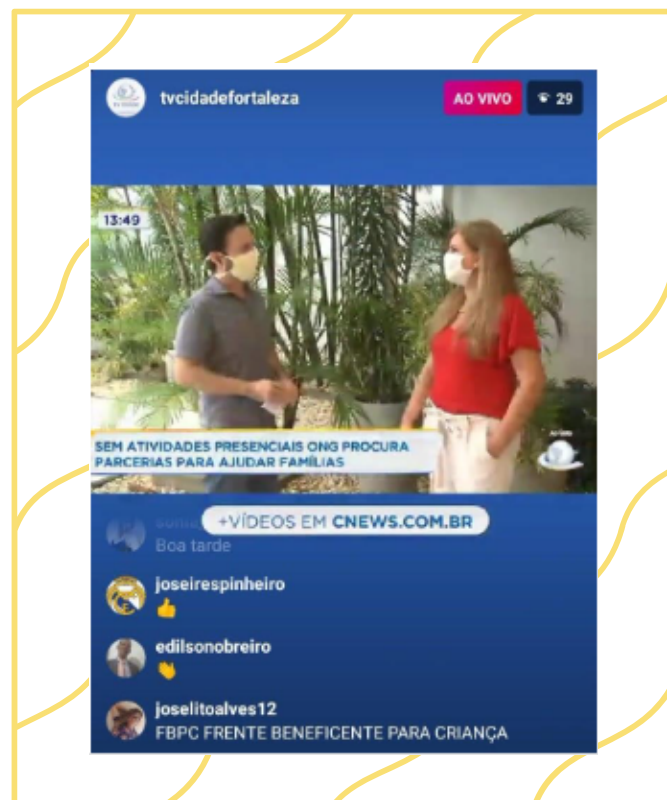 tvcidadefortaleza
AO VIVO
29
13:49
SEM ATIVIDADES PRESENCIAIS ONG PROCURA
PARCERIAS PARA AJUDAR FAMÍLIAS
+VÍDEOS EM CNEWS.COM.BR
Boa tarde
joseirespinheiro
👍
edilsonobreiro
👏
joselitoalves12
FBPC FRENTE BENEFICENTE PARA CRIANÇA